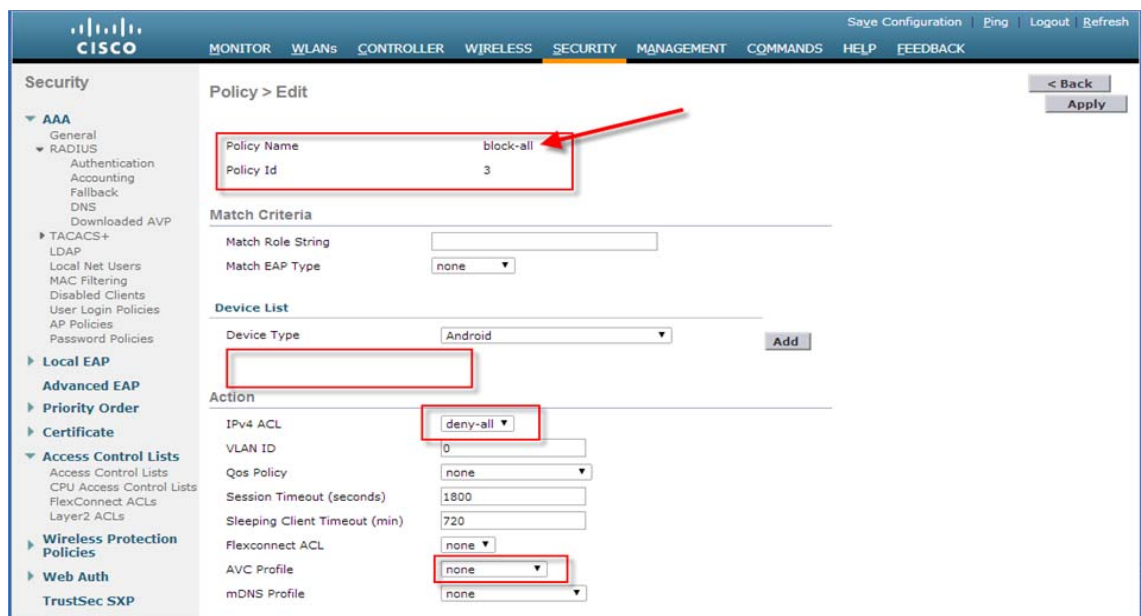 Save Configuration | Ping | Logout | Refresh
CISCO
MONITOR WLANs CONTROLLER WIRELESS SECURITY MANAGEMENT COMMANDS HELP FEEDBACK
Security
AAA
General
RADIUS
Authentication
Accounting
Fallback
DNS
Downloaded AVP
TACACS+
LDAP
Local Net Users
MAC Filtering
Disabled Clients
User Login Policies
AP Policies
Password Policies
Local EAP
Advanced EAP
Priority Order
Certificate
Access Control Lists
Access Control Lists
CPU Access Control Lists
FlexConnect ACLs
Layer2 ACLs
Wireless Protection
Policies
Web Auth
TrustSec SXP
Policy > Edit
< Back
Apply
Policy Name block-all
Policy Id 3
Match Criteria
Match Role String
Match EAP Type none
Device List
Device Type Android Add
Action
IPv4 ACL deny-all
VLAN ID 0
Qos Policy none
Session Timeout (seconds) 1800
Sleeping Client Timeout (min) 720
Flexconnect ACL none
AVC Profile none
mDNS Profile none